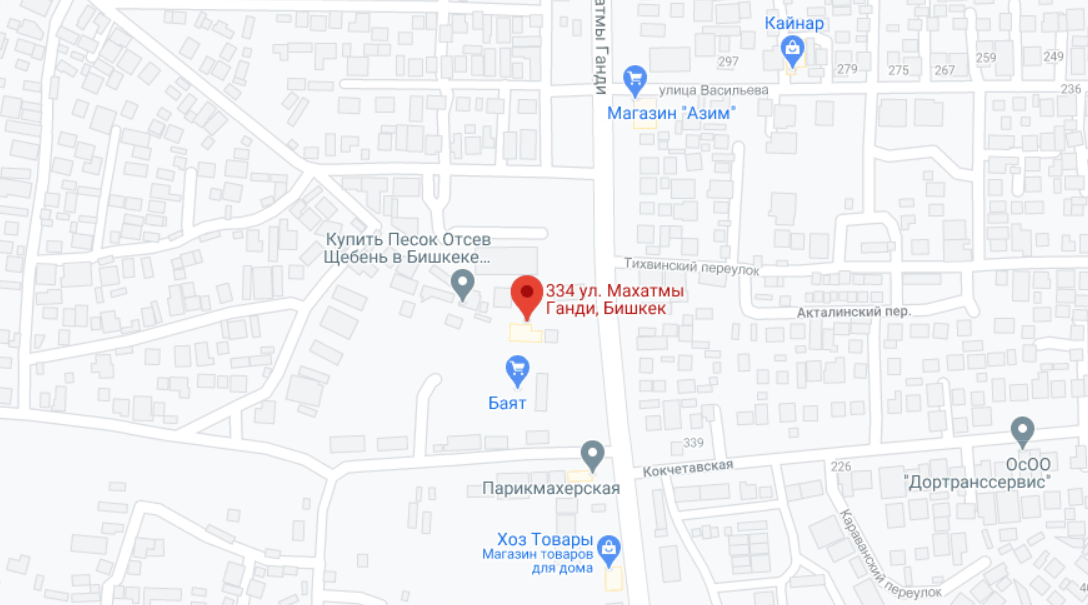 Кайнар
атмы Ганди
297
279
275
267
259
249
236
улица Васильева
Магазин "Азим"
Купить Песок Отсев
Щебень в Бишкеке...
Тихвинский переулок
334 ул. Махатмы
Ганди, Бишкек
Акталинский пер.
Баят
339
Кокчетавская
226
ОсОО
"Дортранссервис"
Парикмахерская
Караванский переулок
Хоз Товары
Магазин товаров
для дома